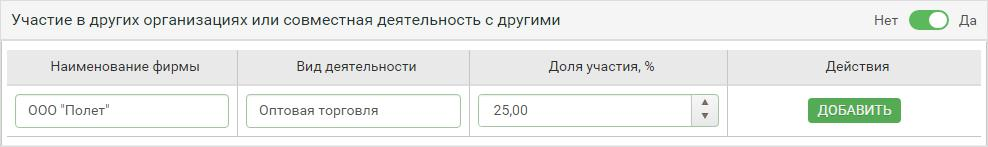 Участие в других организациях или совместная деятельность с другими Нет Да
Наименование фирмы Вид деятельности Доля участия, % Действия
ООО "Полет" Оптовая торговля 25,00 ДОБАВИТЬ